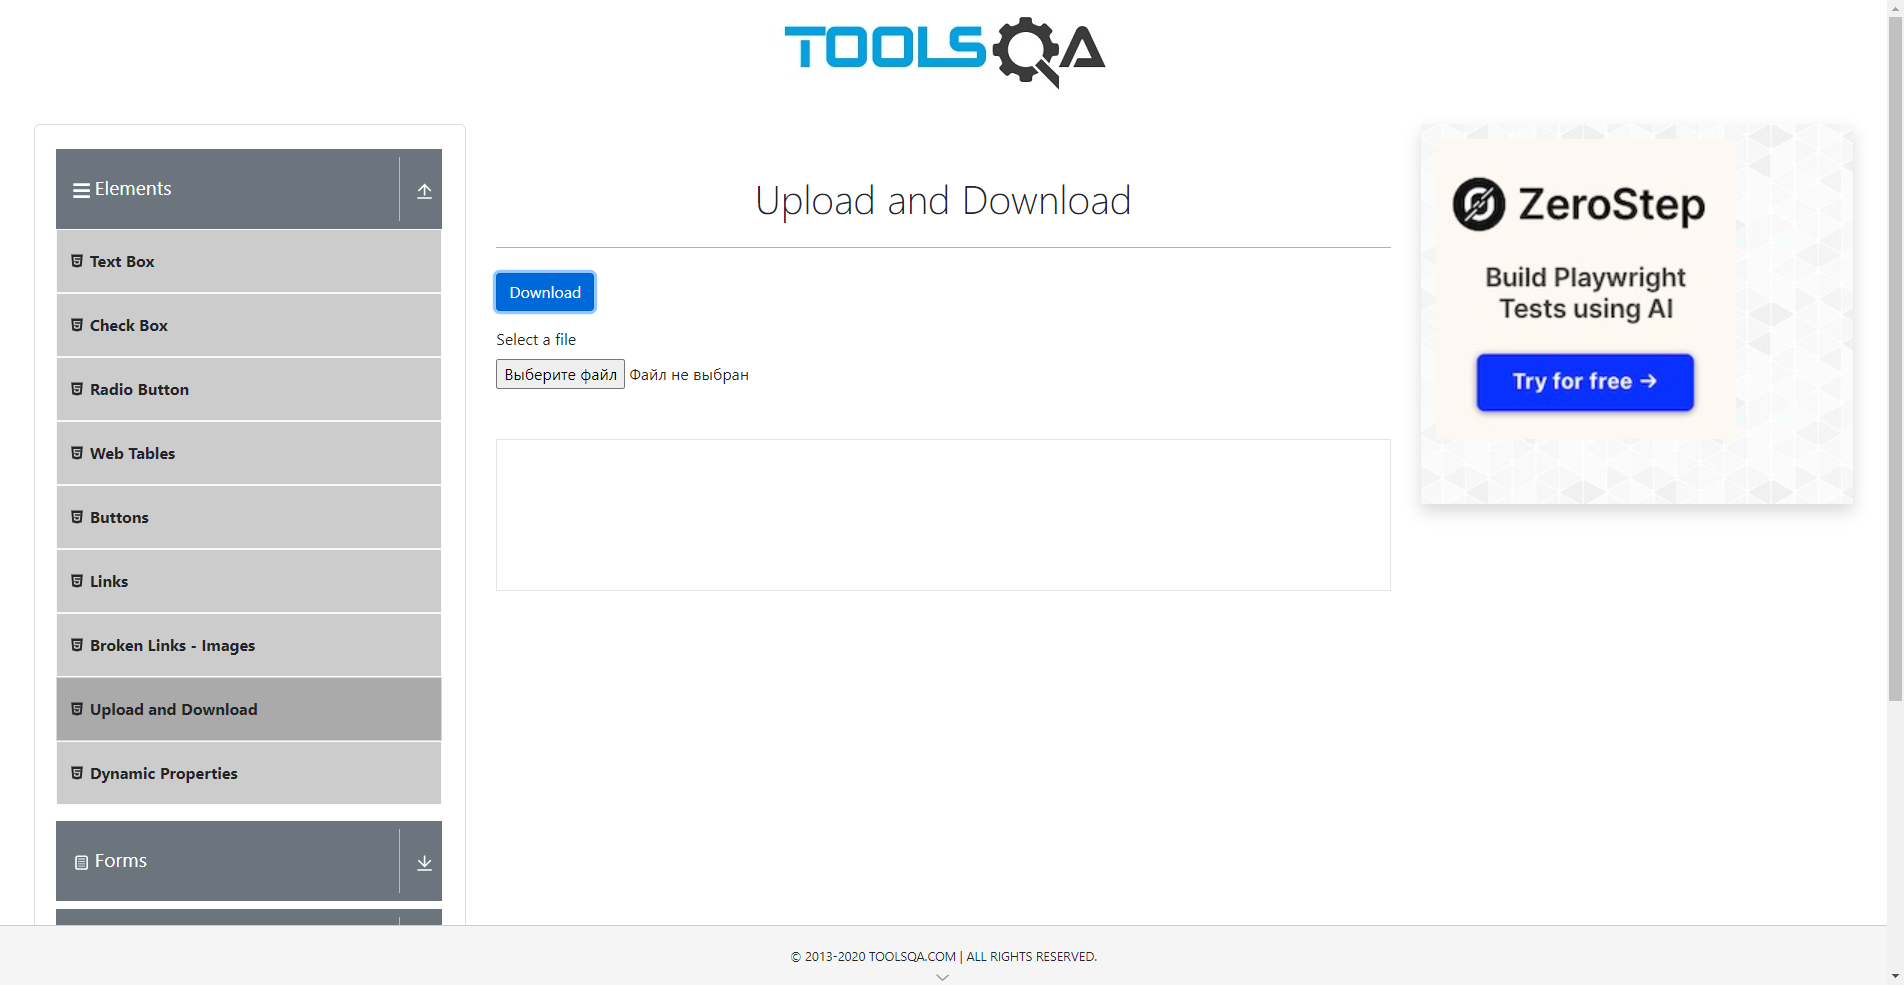 TOOLSQA
Elements
Text Box
Check Box
Radio Button
Web Tables
Buttons
Links
Broken Links - Images
Upload and Download
Dynamic Properties
Forms
Upload and Download
Download
Select a file
Выберите файл Файл не выбран
ZeroStep
Build Playwright
Tests using AI
Try for free →
© 2013-2020 TOOLSQA.COM | ALL RIGHTS RESERVED.